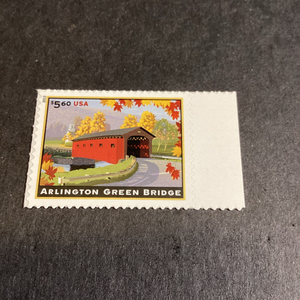 $5.60 USA
ARLINGTON GREEN BRIDGE